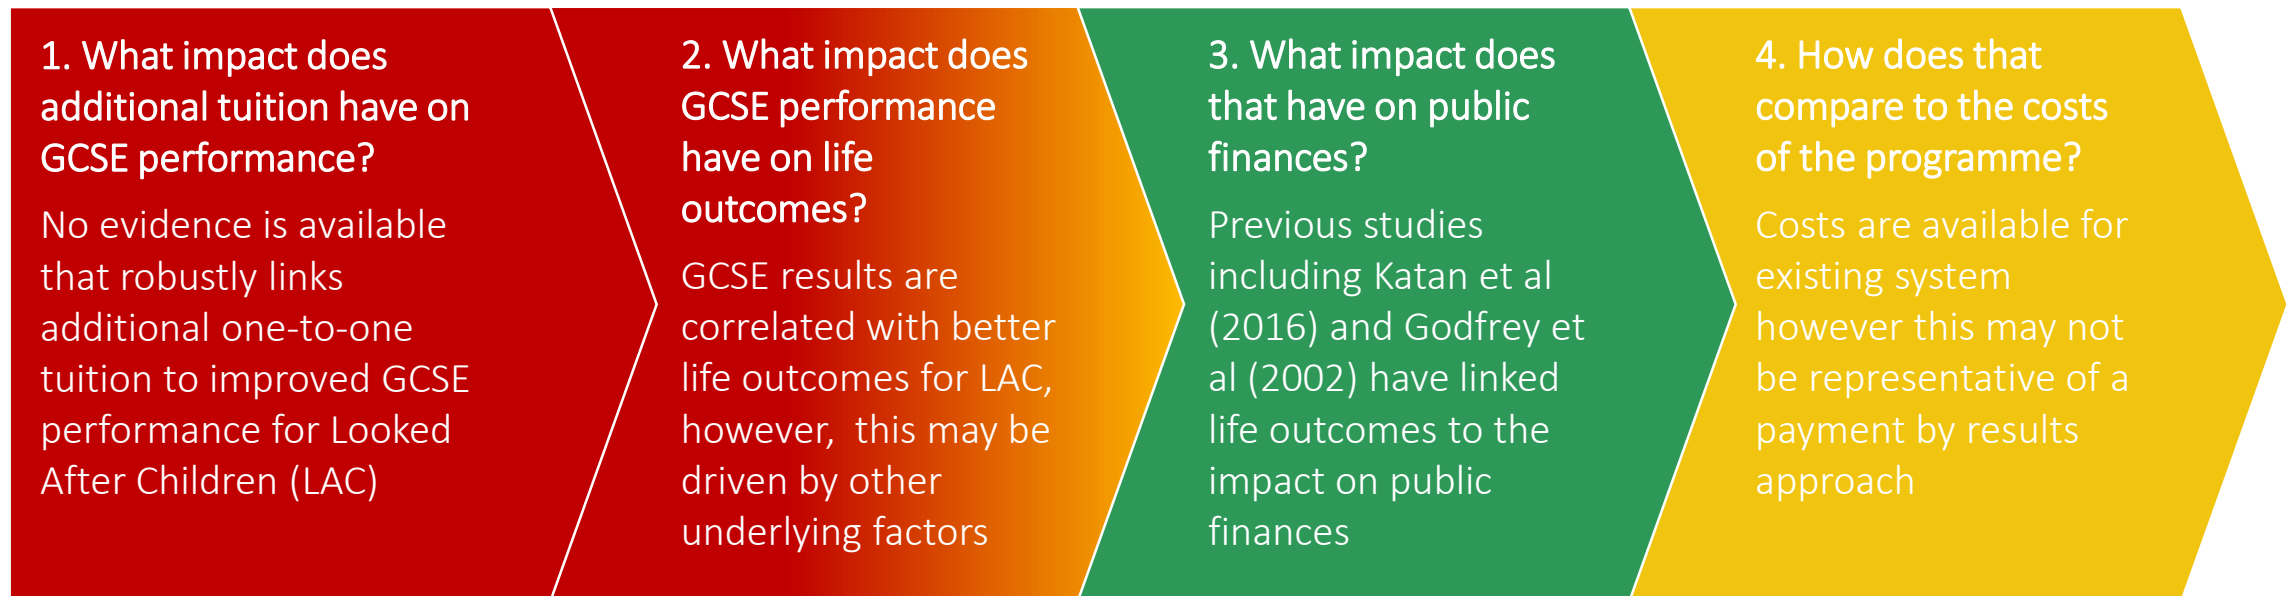 1. What impact does
additional tuition have on
GCSE performance?
No evidence is available
that robustly links
additional one-to-one
tuition to improved GCSE
performance for Looked
After Children (LAC)
2. What impact does
GCSE performance
have on life
outcomes?
GCSE results are
correlated with better
life outcomes for LAC,
however,  this may be
driven by other
underlying factors
3. What impact does
that have on public
finances?
Previous studies
including Katan et al
(2016) and Godfrey et
al (2002) have linked
life outcomes to the
impact on public
finances
4. How does that
compare to the costs
of the programme?
Costs are available for
existing system
however this may not
be representative of a
payment by results
approach